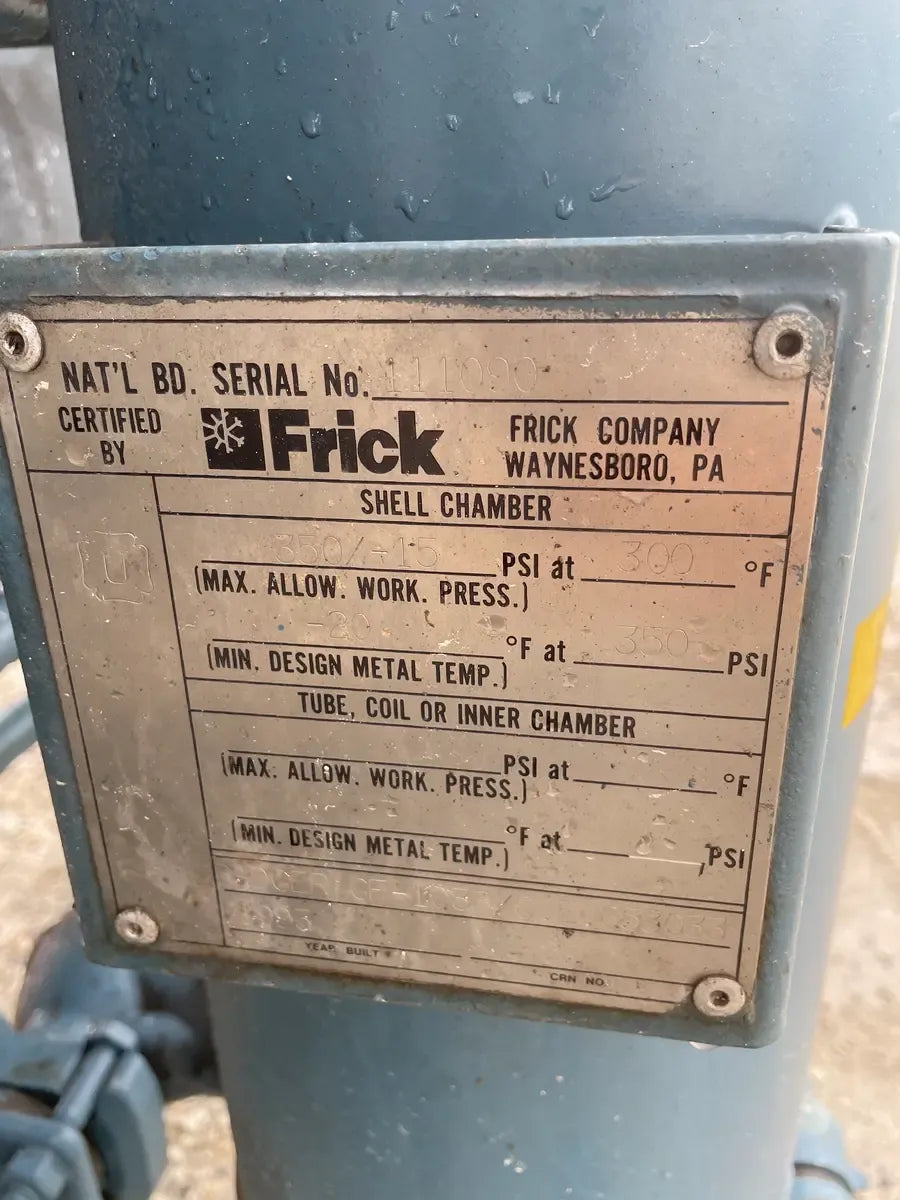 NAT'L BD. SERIAL No. 111090
CERTIFIED BY Frick FRICK COMPANY WAYNESBORO, PA
SHELL CHAMBER
U
350/-15 PSI at 300 °F
(MAX. ALLOW. WORK. PRESS.)
-20 °F at 350 PSI
(MIN. DESIGN METAL TEMP.)
TUBE, COIL OR INNER CHAMBER
PSI at °F
(MAX. ALLOW. WORK. PRESS.)
°F at PSI
(MIN. DESIGN METAL TEMP.)
YEAR BUILT
CRN NO.